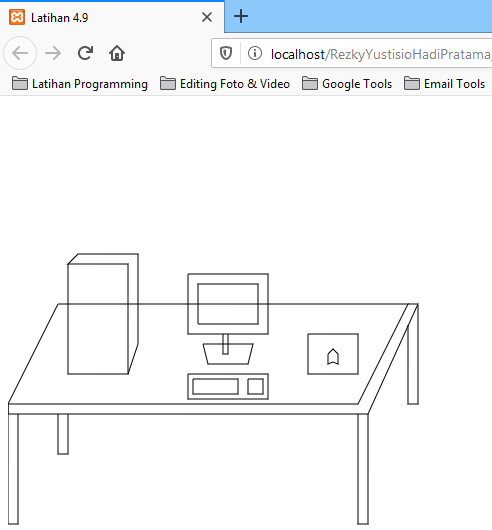 Latihan 4.9
localhost/RezkyYustisioHadiPratama
Latihan Programming Editing Foto & Video Google Tools Email Tools